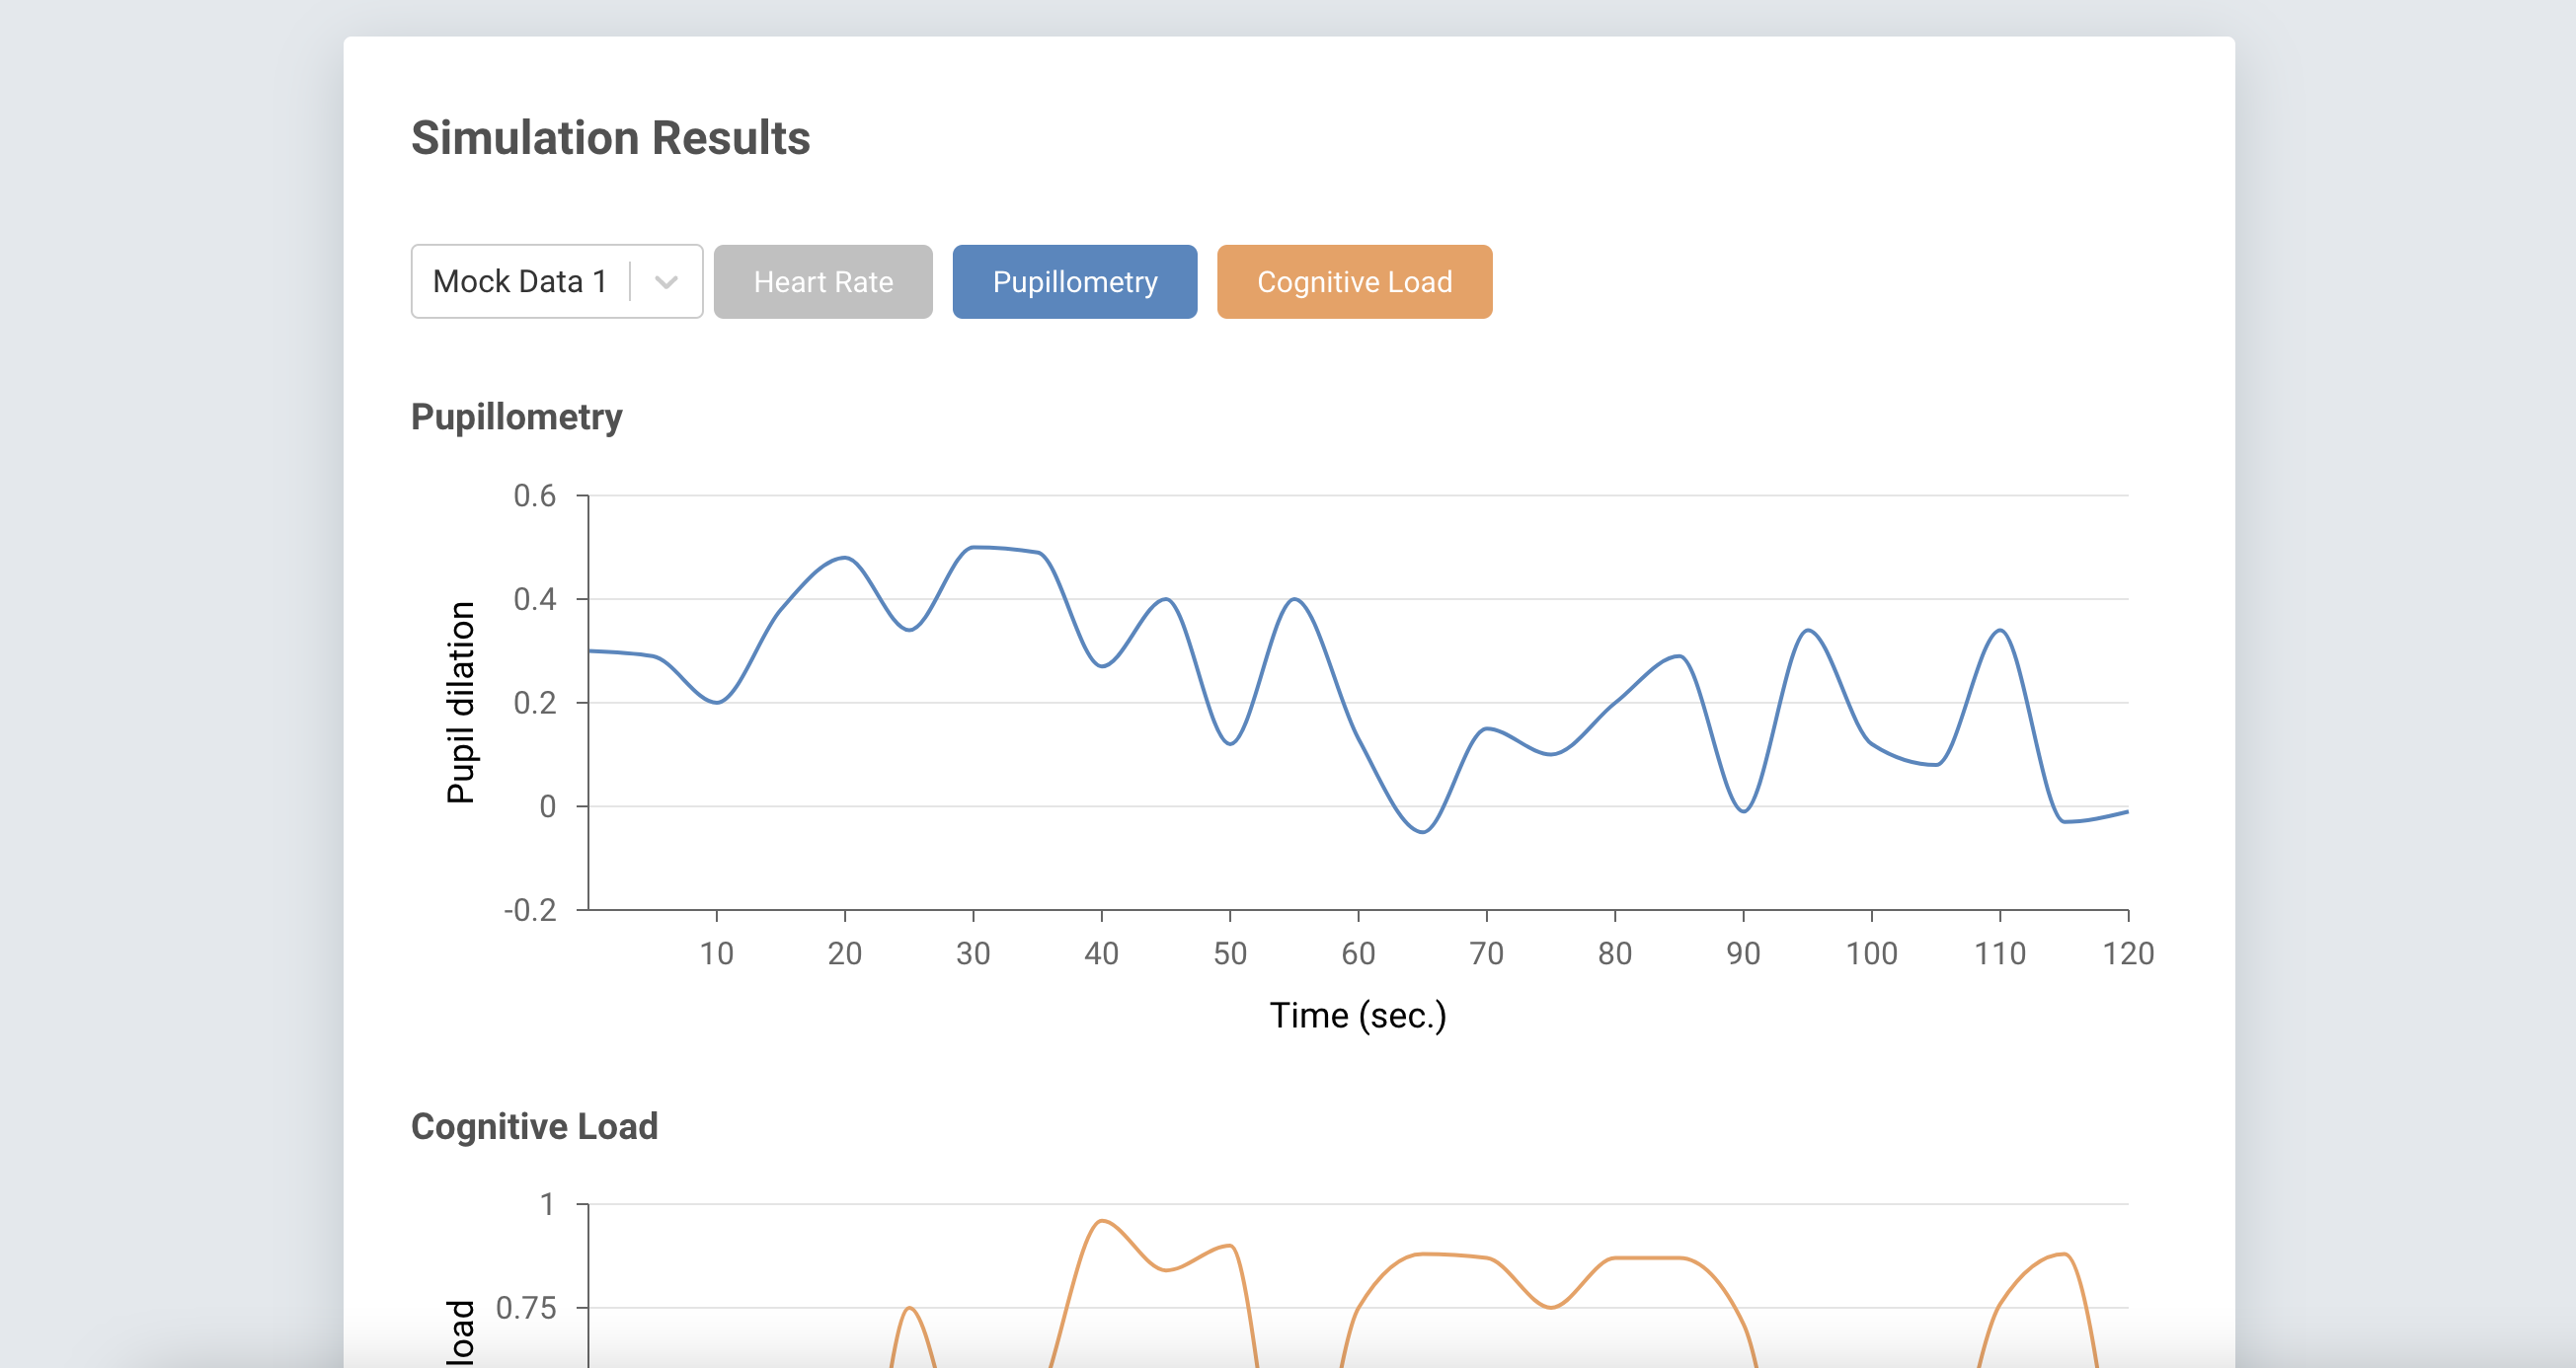 Simulation Results
Mock Data 1
Heart Rate
Pupillometry
Cognitive Load
Pupillometry
0.6
0.4
0.2
0
-0.2
Pupil dilation
10 20 30 40 50 60 70 80 90 100 110 120
Time (sec.)
Cognitive Load
1
0.75
load